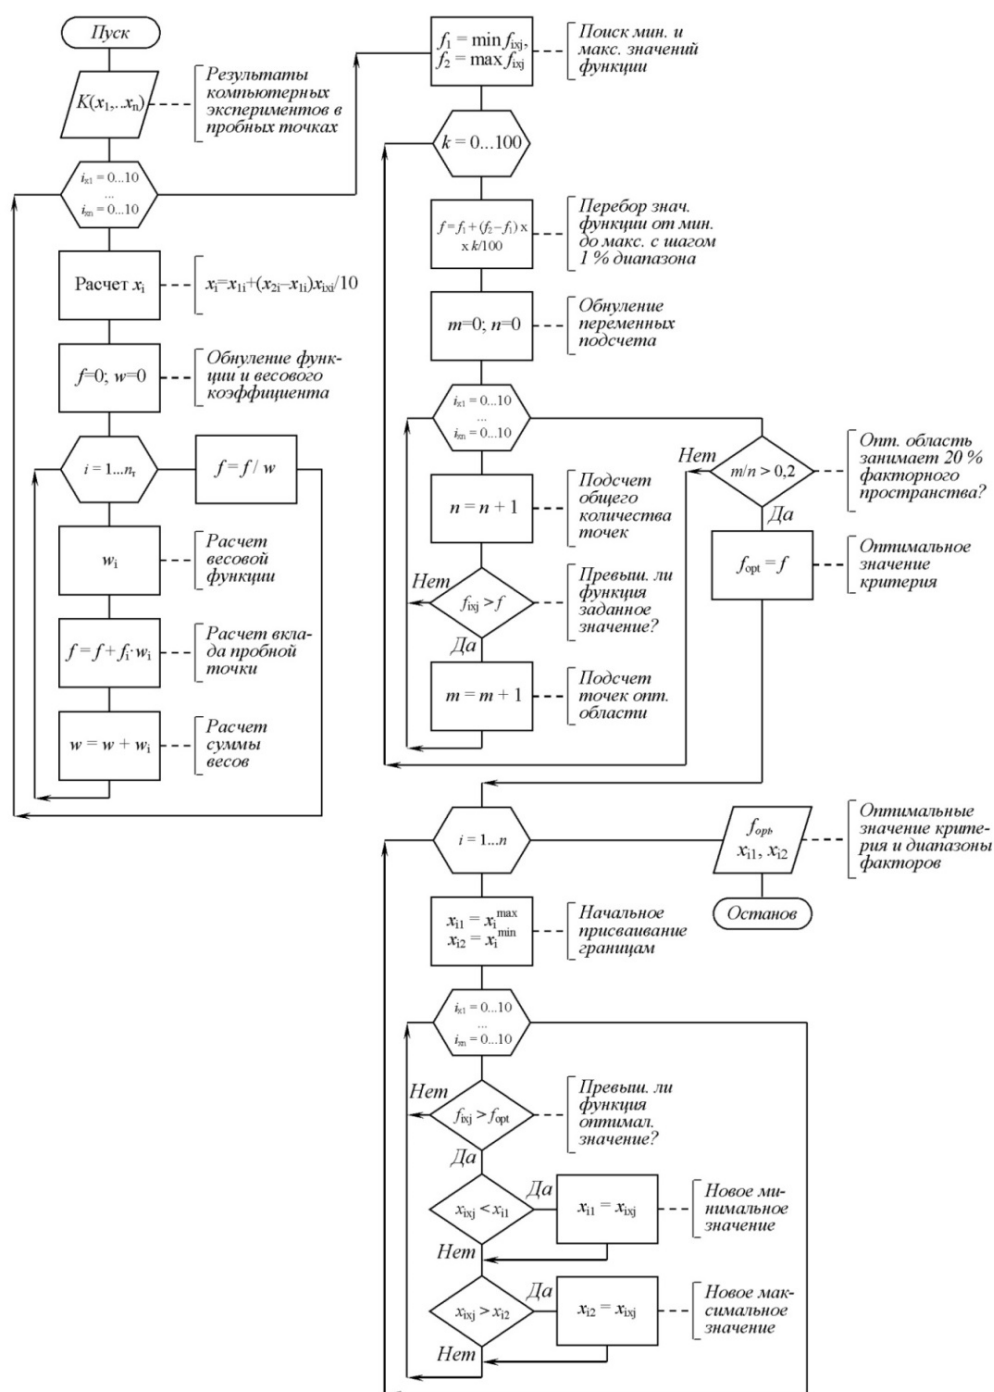 Пуск
K(x₁,..xₙ)
Результаты
компьютерных
экспериментов в
пробных точках
iₓ₁ = 0...10
...
iₓₙ = 0...10
Расчет xᵢ
xᵢ=x₁ᵢ+(x₂ᵢ–x₁ᵢ)xᵢₓᵢ/10
f=0; w=0
Обнуление функ-
ции и весового
коэффициента
i = 1...nᵣ
f = f / w
wᵢ
Расчет
весовой
функции
f = f + fᵢ·wᵢ
Расчет вкла-
да пробной
точки
w = w + wᵢ
Расчет
суммы
весов
f₁ = min fᵢₓⱼ,
f₂ = max fᵢₓⱼ
Поиск мин. и
макс. значений
функции
k = 0...100
f = f₁ + (f₂ – f₁) x
x k/100
Перебор знач.
функции от мин.
до макс. с шагом
1 % диапазона
m=0; n=0
Обнуление
переменных
подсчета
iₓ₁ = 0...10
...
iₓₙ = 0...10
n = n + 1
Подсчет
общего
количества
точек
Нет
fᵢₓⱼ > f
Превыш. ли
функция
заданное
значение?
Да
m = m + 1
Подсчет
точек опт.
области
Нет
m/n > 0,2
Опт. область
занимает 20 %
факторного
пространства?
Да
fopt = f
Оптимальное
значение
критерия
i = 1...n
fopt,
xᵢ₁, xᵢ₂
Оптимальные
значение крите-
рия и диапазоны
факторов
Останов
xᵢ₁ = xᵢmax
xᵢ₂ = xᵢmin
Начальное
присваивание
границам
iₓ₁ = 0...10
...
iₓₙ = 0...10
Нет
fᵢₓⱼ > fopt
Превыш. ли
функция
оптимал.
значение?
Да
xᵢₓⱼ < xᵢ₁
Да
xᵢ₁ = xᵢₓⱼ
Новое ми-
нимальное
значение
Нет
xᵢₓⱼ > xᵢ₂
Да
xᵢ₂ = xᵢₓⱼ
Новое мак-
симальное
значение
Нет